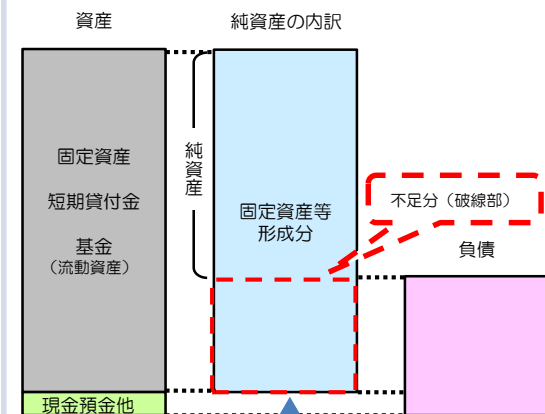 資産
純資産の内訳
固定資産
短期貸付金
基金
（流動資産）
純資産
固定資産等
形成分
不足分（破線部）
負債
現金預金他